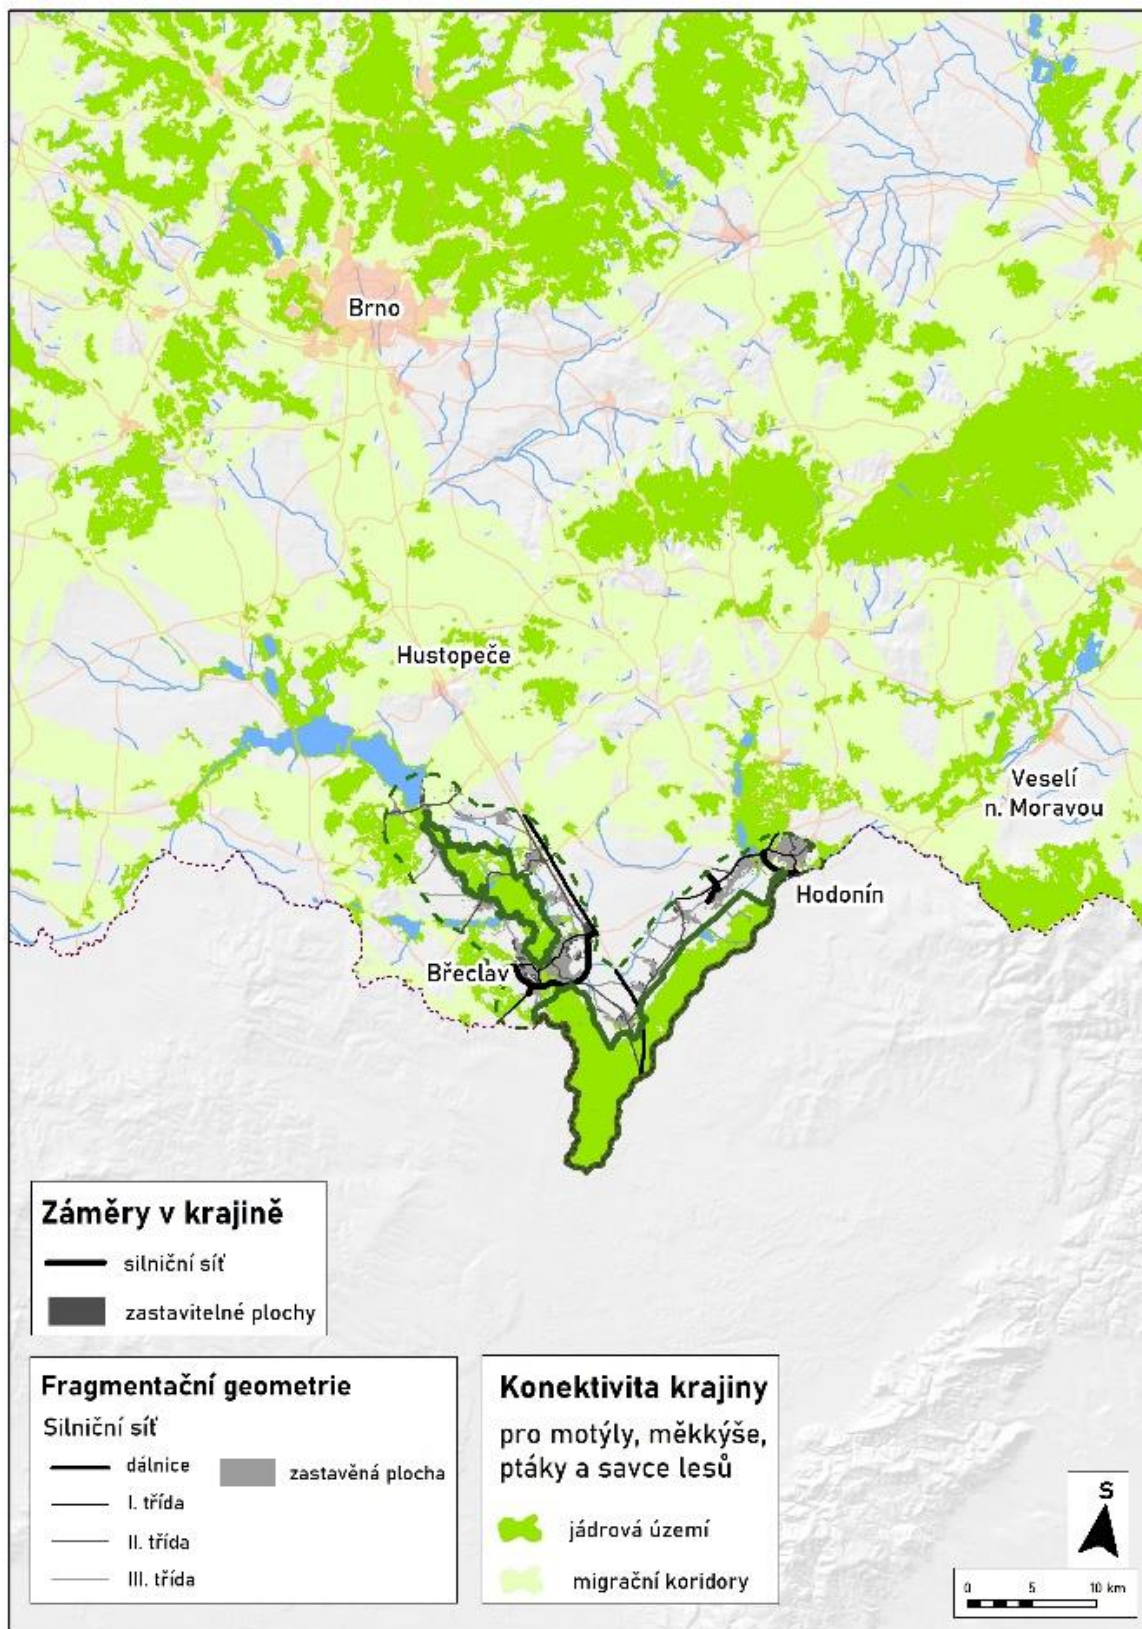 Brno
Hustopeče
Veselí
n. Moravou
Hodonín
Břeclav
Záměry v krajině
silniční síť
zastavitelné plochy
Fragmentační geometrie
Silniční síť
dálnice
zastavěná plocha
I. třída
II. třída
III. třída
Konektivita krajiny
pro motýly, měkkýše,
ptáky a savce lesů
jádrová území
migrační koridory
S
0 5 10 km